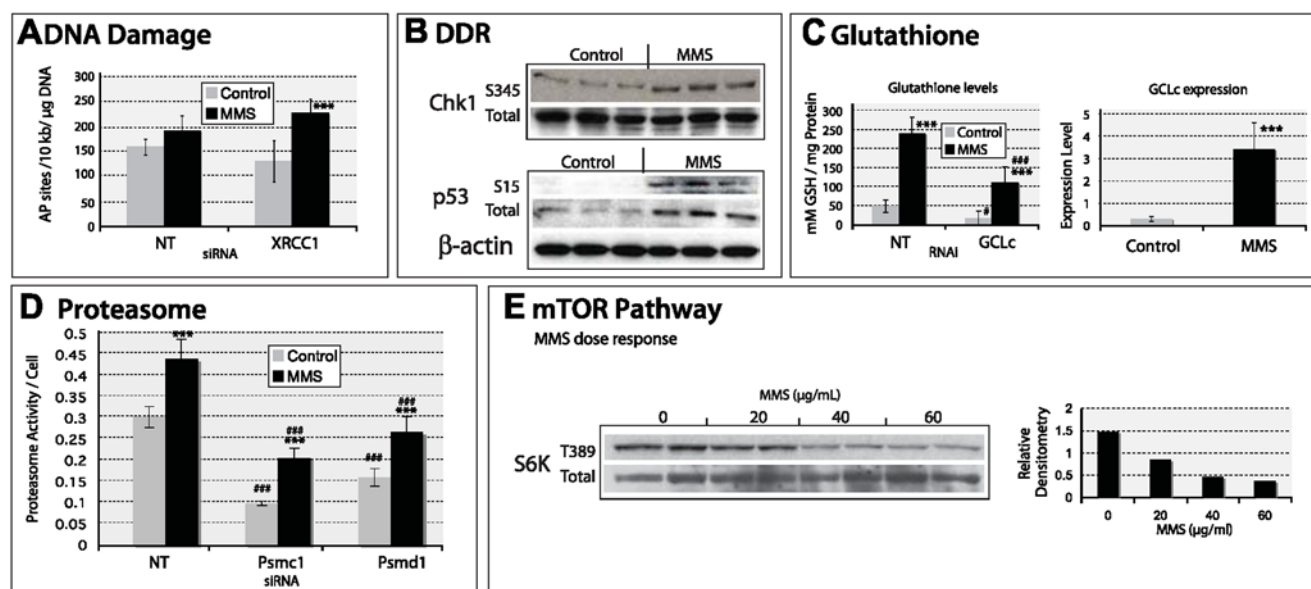 A DNA Damage
AP sites /10 kb/ µg DNA
300
250
200
150
100
50
0
Control
MMS
***
NT
siRNA
XRCC1
B DDR
Control
MMS
Chk1
S345
Total
Control
MMS
p53
S15
Total
β-actin
C Glutathione
Glutathione levels
mM GSH / mg Protein
300
250
200
150
100
50
0
***
Control
MMS
#
###
***
NT
RNAi
GCLc
GCLc expression
Expression Level
5
4
3
2
1
0
***
Control
MMS
D Proteasome
Proteasome Activity / Cell
0.5
0.45
0.4
0.35
0.3
0.25
0.2
0.15
0.1
0.05
0
***
Control
MMS
###
###
***
###
###
***
NT
Psmc1
Psmd1
siRNA
E mTOR Pathway
MMS dose response
MMS (µg/mL)
0 20 40 60
S6K
T389
Total
Relative
Densitometry
2
1.5
1
0.5
0
0 20 40 60
MMS (µg/ml)